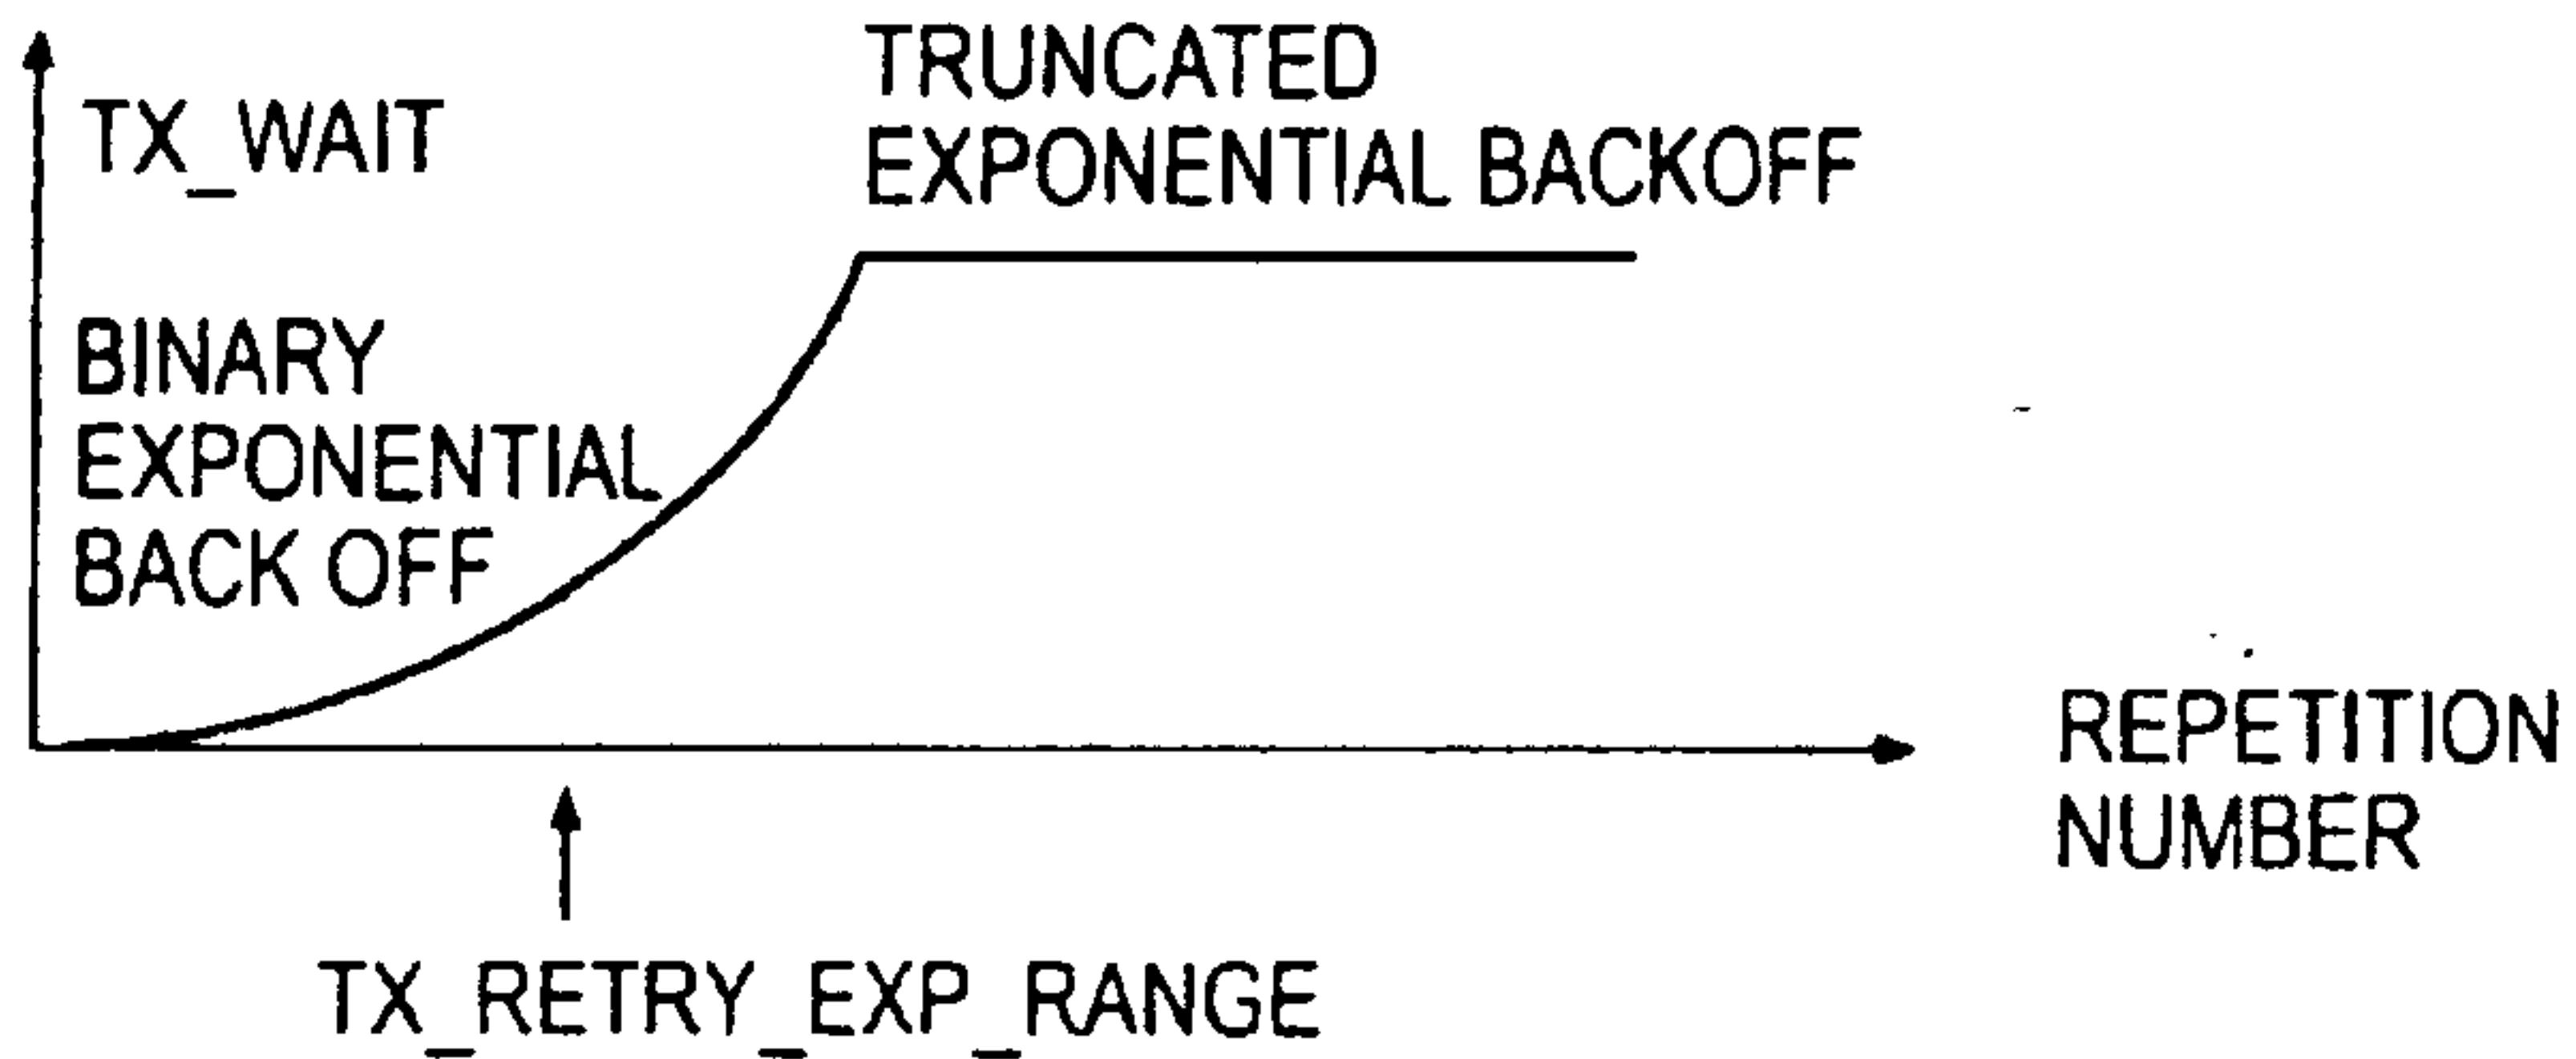 TRUNCATED
EXPONENTIAL BACKOFF
TX_WAIT
BINARY
EXPONENTIAL
BACK OFF
REPETITION
NUMBER
TX_RETRY_EXP_RANGE